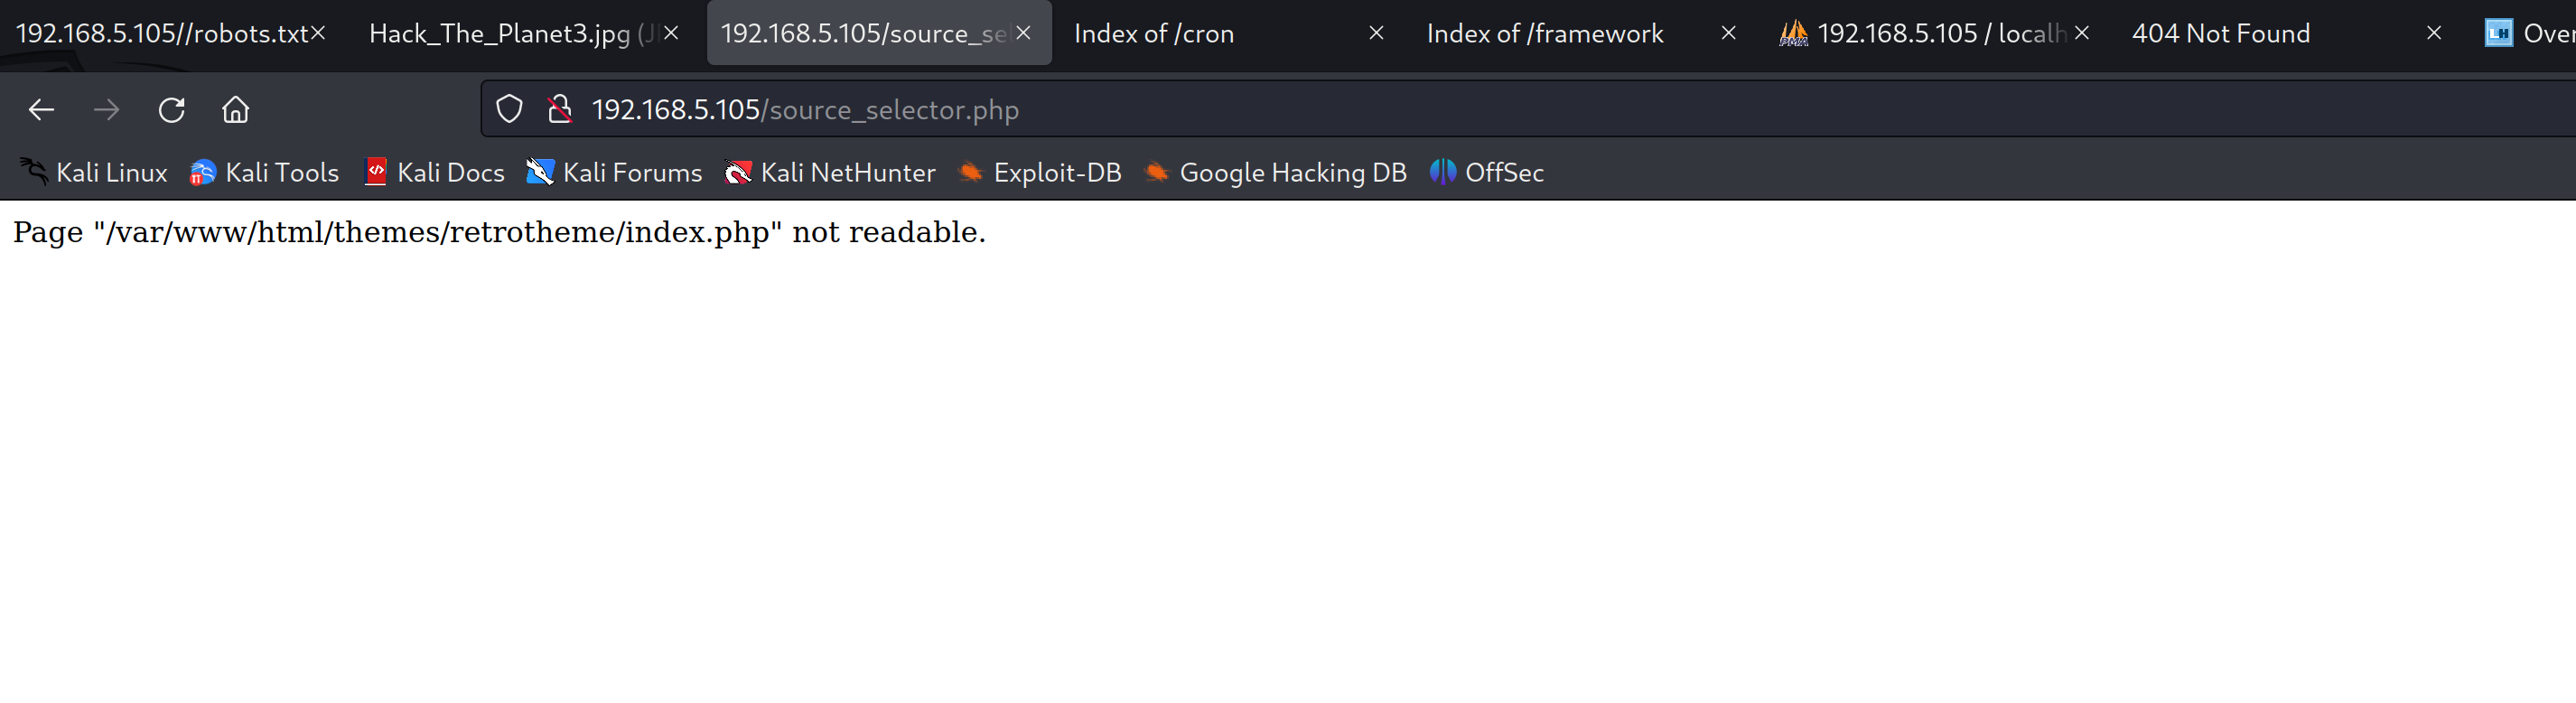 192.168.5.105//robots.txt
Hack_The_Planet3.jpg (J
192.168.5.105/source_se
Index of /cron
Index of /framework
PMA
192.168.5.105 / localh
404 Not Found
LH
Over
192.168.5.105/source_selector.php
Kali Linux
Kali Tools
Kali Docs
Kali Forums
Kali NetHunter
Exploit-DB
Google Hacking DB
OffSec
Page "/var/www/html/themes/retrotheme/index.php" not readable.